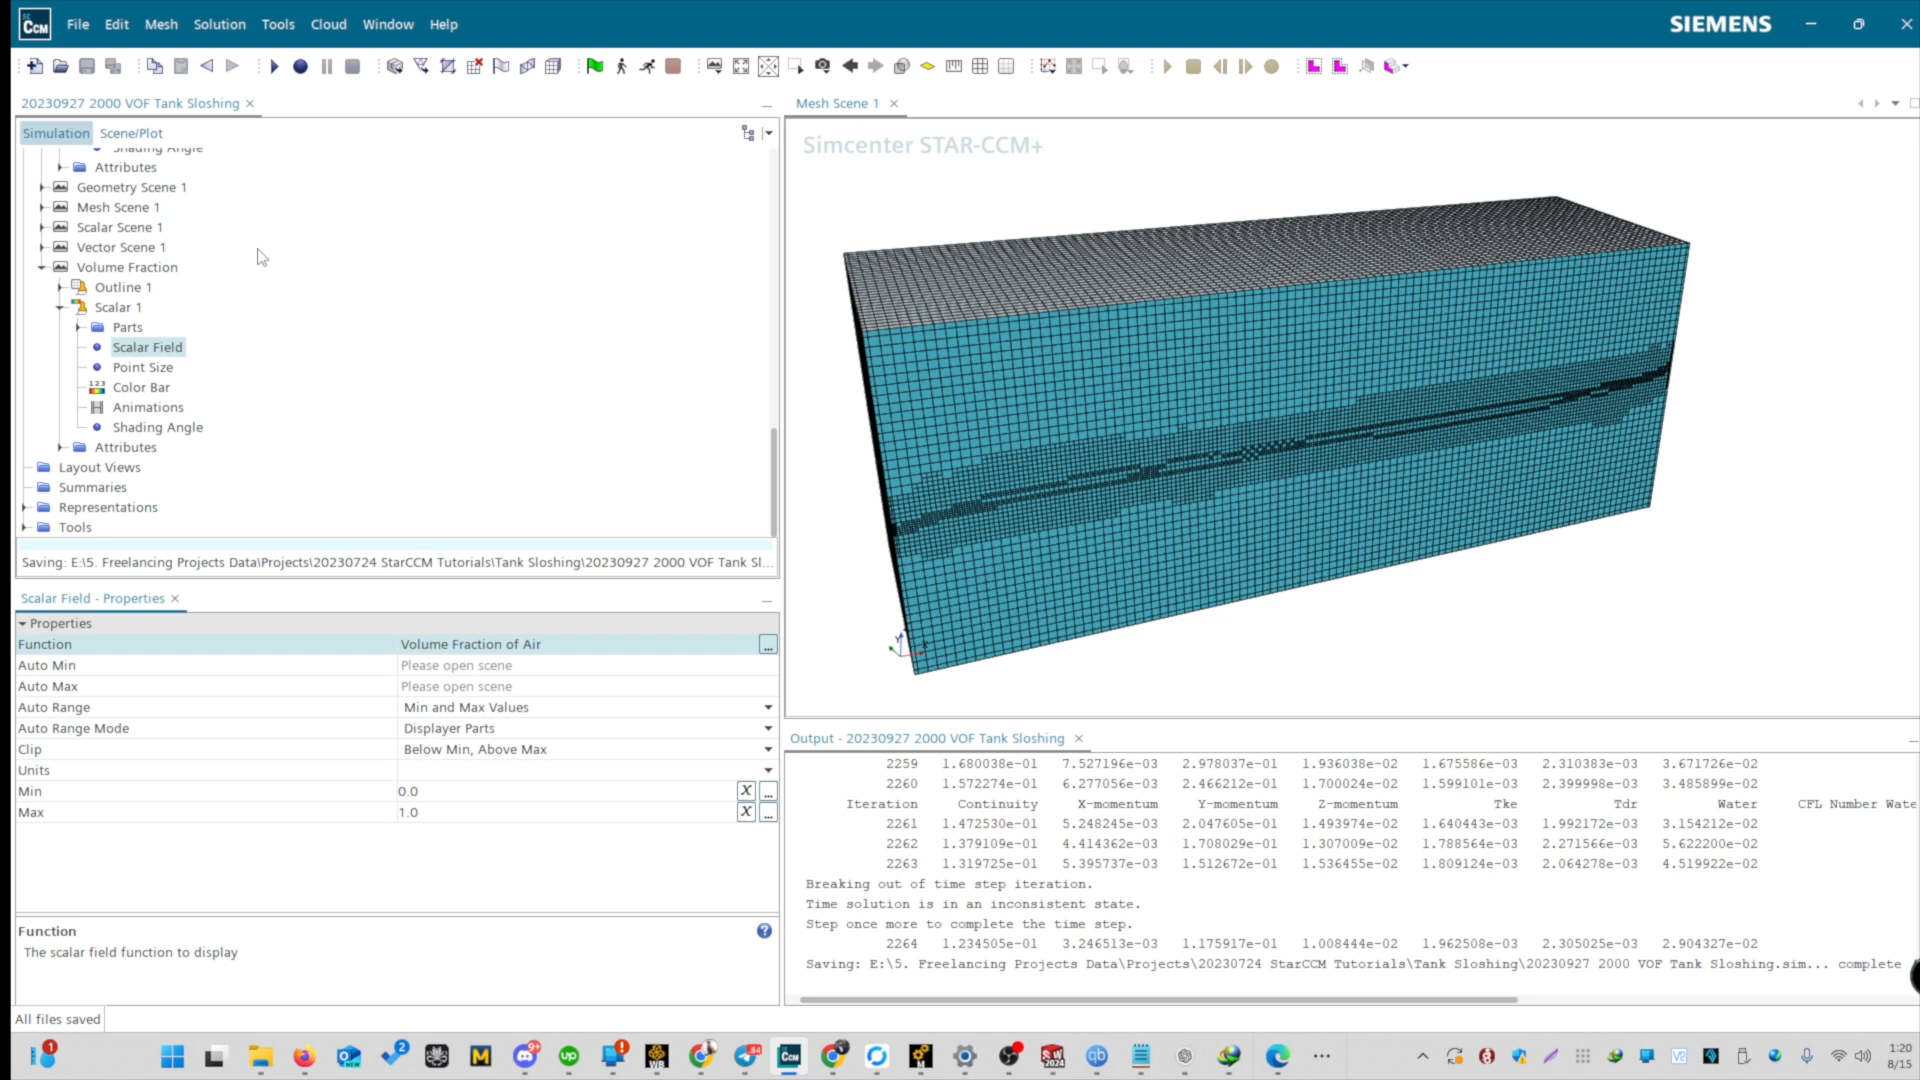 CCM File Edit Mesh Solution Tools Cloud Window Help SIEMENS
20230927 2000 VOF Tank Sloshing
Mesh Scene 1
Simulation Scene/Plot
Shading Angle
Attributes
Geometry Scene 1
Mesh Scene 1
Scalar Scene 1
Vector Scene 1
Volume Fraction
Outline 1
Scalar 1
Parts
Scalar Field
Point Size
123 Color Bar
Animations
Shading Angle
Attributes
Layout Views
Summaries
Representations
Tools
Saving: E:\5. Freelancing Projects Data\Projects\20230724 StarCCM Tutorials\Tank Sloshing\20230927 2000 VOF Tank Sl...
Scalar Field - Properties
Properties
Function Volume Fraction of Air ...
Auto Min Please open scene
Auto Max Please open scene
Auto Range Min and Max Values
Auto Range Mode Displayer Parts
Clip Below Min, Above Max
Units
Min 0.0 X ...
Max 1.0 X ...
Function
The scalar field function to display
All files saved
Simcenter STAR-CCM+
Output - 20230927 2000 VOF Tank Sloshing
2259 1.680038e-01 7.527196e-03 2.978037e-01 1.936038e-02 1.675586e-03 2.310383e-03 3.671726e-02
2260 1.572274e-01 6.277056e-03 2.466212e-01 1.700024e-02 1.599101e-03 2.399998e-03 3.485899e-02
Iteration Continuity X-momentum Y-momentum Z-momentum Tke Tdr Water CFL Number Wate
2261 1.472530e-01 5.248245e-03 2.047605e-01 1.493974e-02 1.640443e-03 1.992172e-03 3.154212e-02
2262 1.379109e-01 4.414362e-03 1.708029e-01 1.307009e-02 1.788564e-03 2.271566e-03 5.622200e-02
2263 1.319725e-01 5.395737e-03 1.512672e-01 1.536455e-02 1.809124e-03 2.064278e-03 4.519922e-02
Breaking out of time step iteration.
Time solution is in an inconsistent state.
Step once more to complete the time step.
2264 1.234505e-01 3.246513e-03 1.175917e-01 1.008444e-02 1.962508e-03 2.305025e-03 2.904327e-02
Saving: E:\5. Freelancing Projects Data\Projects\20230724 StarCCM Tutorials\Tank Sloshing\20230927 2000 VOF Tank Sloshing.sim... complete
1:20
8/15